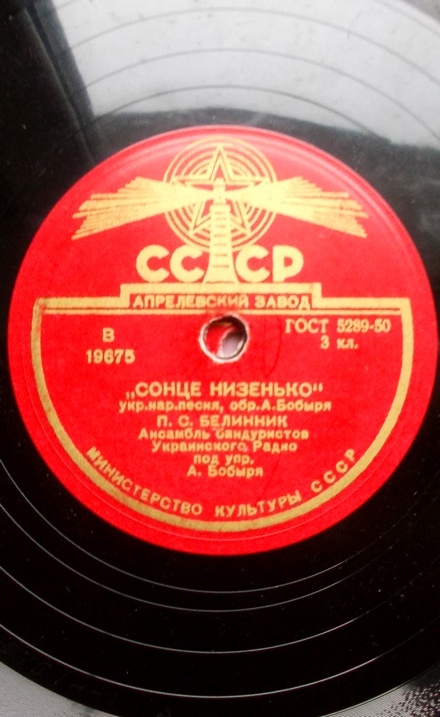 СССР
АПРЕЛЕВСКИЙ ЗАВОД
В
19675
ГОСТ 5289-50
3 кл.
„СОНЦЕ НИЗЕНЬКО“
укр.нар.песня, обр.А.Бобыря
П. С. БЕЛИННИК
Ансамбль бандуристов
Украинского Радио
под упр.
А. Бобыря
МИНИСТЕРСТВО КУЛЬТУРЫ СССР